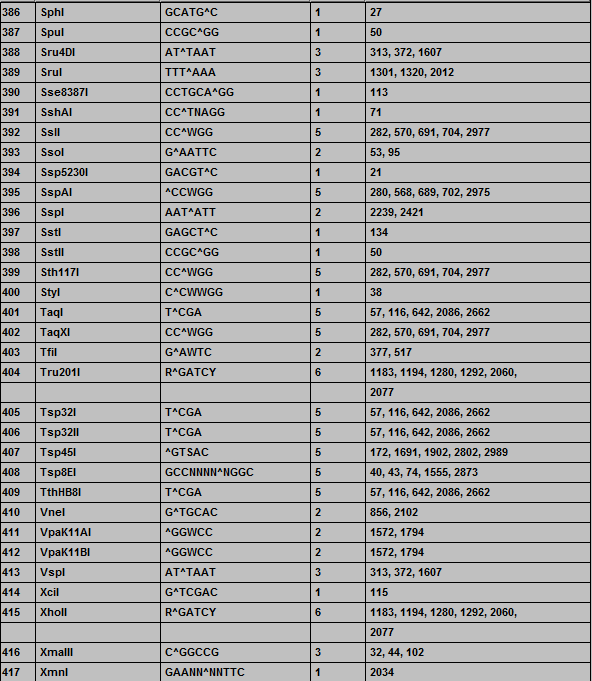 386 SphI GCATG^C 1 27
387 SpuI CCGC^GG 1 50
388 Sru4DI AT^TAAT 3 313, 372, 1607
389 SruI TTT^AAA 3 1301, 1320, 2012
390 Sse8387I CCTGCA^GG 1 113
391 SshAI CC^TNAGG 1 71
392 SslI CC^WGG 5 282, 570, 691, 704, 2977
393 SsoI G^AATTC 2 53, 95
394 Ssp5230I GACGT^C 1 21
395 SspAI ^CCWGG 5 280, 568, 689, 702, 2975
396 SspI AAT^ATT 2 2239, 2421
397 SstI GAGCT^C 1 134
398 SstII CCGC^GG 1 50
399 Sth117I CC^WGG 5 282, 570, 691, 704, 2977
400 StyI C^CWWGG 1 38
401 TaqI T^CGA 5 57, 116, 642, 2086, 2662
402 TaqXI CC^WGG 5 282, 570, 691, 704, 2977
403 TfiI G^AWTC 2 377, 517
404 Tru201I R^GATCY 6 1183, 1194, 1280, 1292, 2060,
2077
405 Tsp32I T^CGA 5 57, 116, 642, 2086, 2662
406 Tsp32II T^CGA 5 57, 116, 642, 2086, 2662
407 Tsp45I ^GTSAC 5 172, 1691, 1902, 2802, 2989
408 Tsp8EI GCCNNNN^NGGC 5 40, 43, 74, 1555, 2873
409 TthHB8I T^CGA 5 57, 116, 642, 2086, 2662
410 VneI G^TGCAC 2 856, 2102
411 VpaK11AI ^GGWCC 2 1572, 1794
412 VpaK11BI ^GGWCC 2 1572, 1794
413 VspI AT^TAAT 3 313, 372, 1607
414 XciI G^TCGAC 1 115
415 XhoII R^GATCY 6 1183, 1194, 1280, 1292, 2060,
2077
416 XmaIII C^GGCCG 3 32, 44, 102
417 XmnI GAANN^NNTTC 1 2034